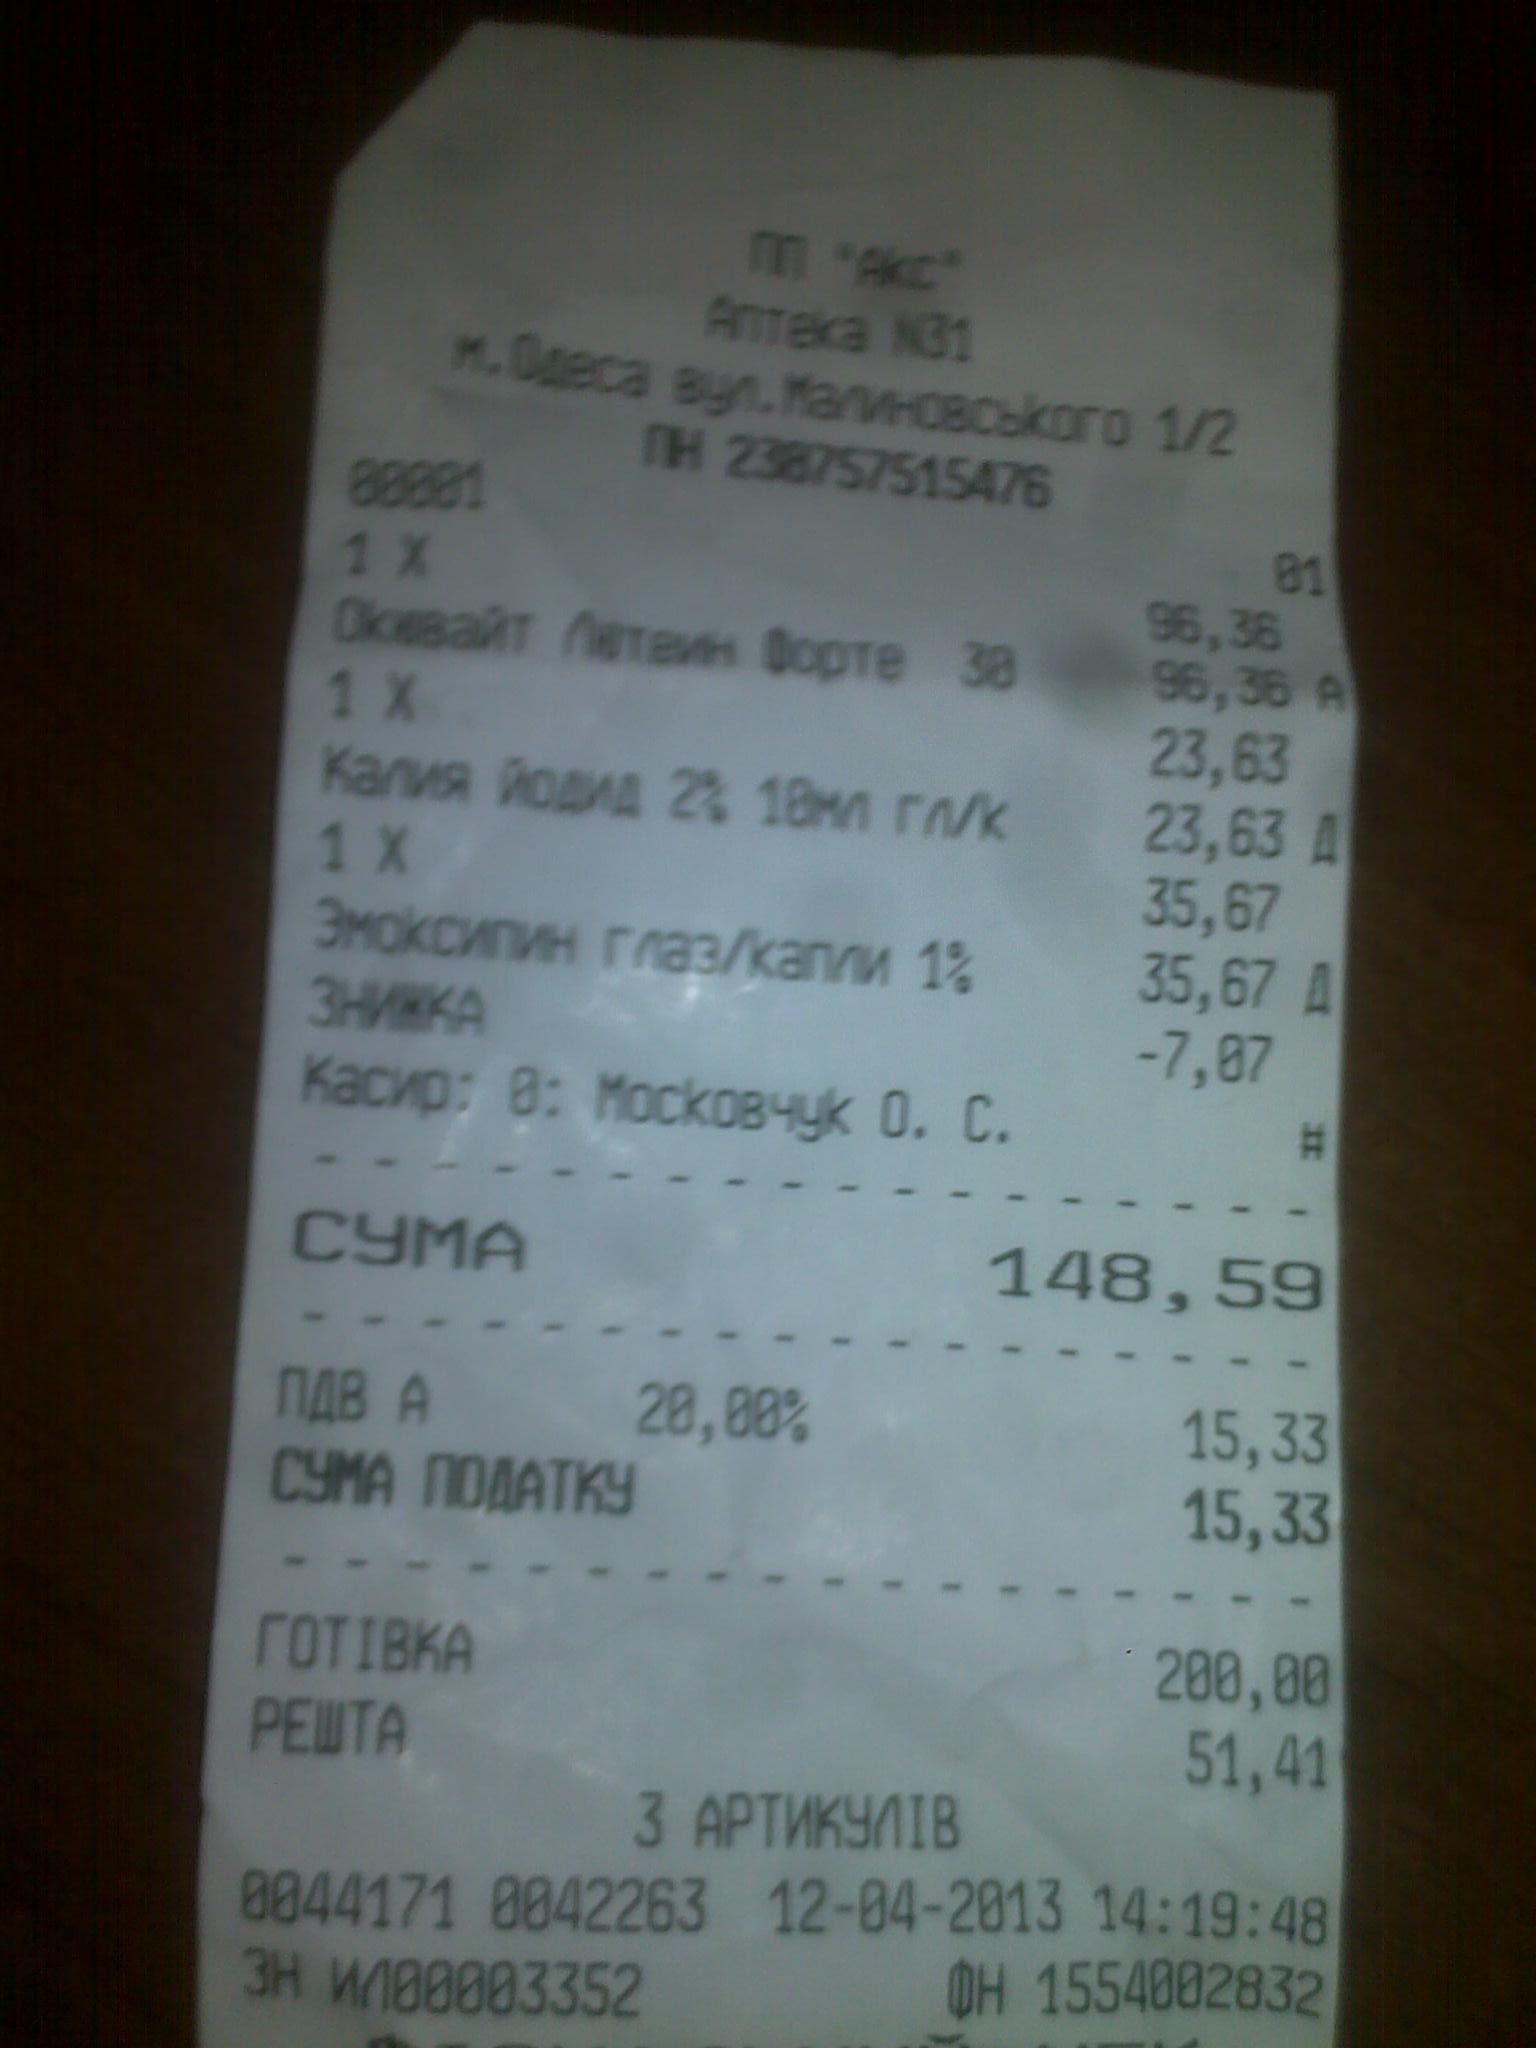 ПП "АКС"
Аптека N31
м.Одеса вул.Малиновського 1/2
ПН 230757515476
00001 01
1 X 96,36
Окивайт Лютеин Форте 30 96,36 А
1 X 23,63
Калия йодид 2% 10мл гл/к 23,63 Д
1 X 35,67
Эмоксипин глаз/капли 1% 35,67 Д
ЗНИЖКА -7,07
Касир: 0: Московчук О. С. #
СУМА 148,59
ПДВ А 20,00% 15,33
СУМА ПОДАТКУ 15,33
ГОТІВКА 200,00
РЕШТА 51,41
3 АРТИКУЛІВ
0044171 0042263 12-04-2013 14:19:48
ЗН ИЛ00003352 ФН 1554002832